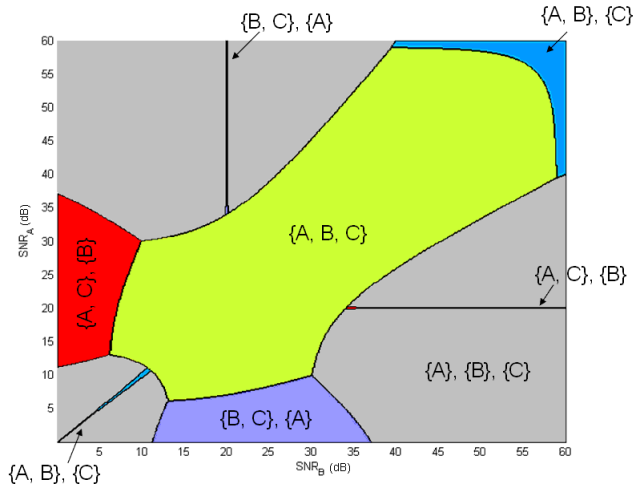 {B, C}, {A}
{A, B}, {C}
60
55
50
45
40
35
30
25
20
15
10
5
SNR_A (dB)
{A, C}, {B}
{A, B, C}
{A, C}, {B}
{A}, {B}, {C}
{B, C}, {A}
{A, B}, {C}
5 10 15 20 25 30 35 40 45 50 55 60
SNR_B (dB)